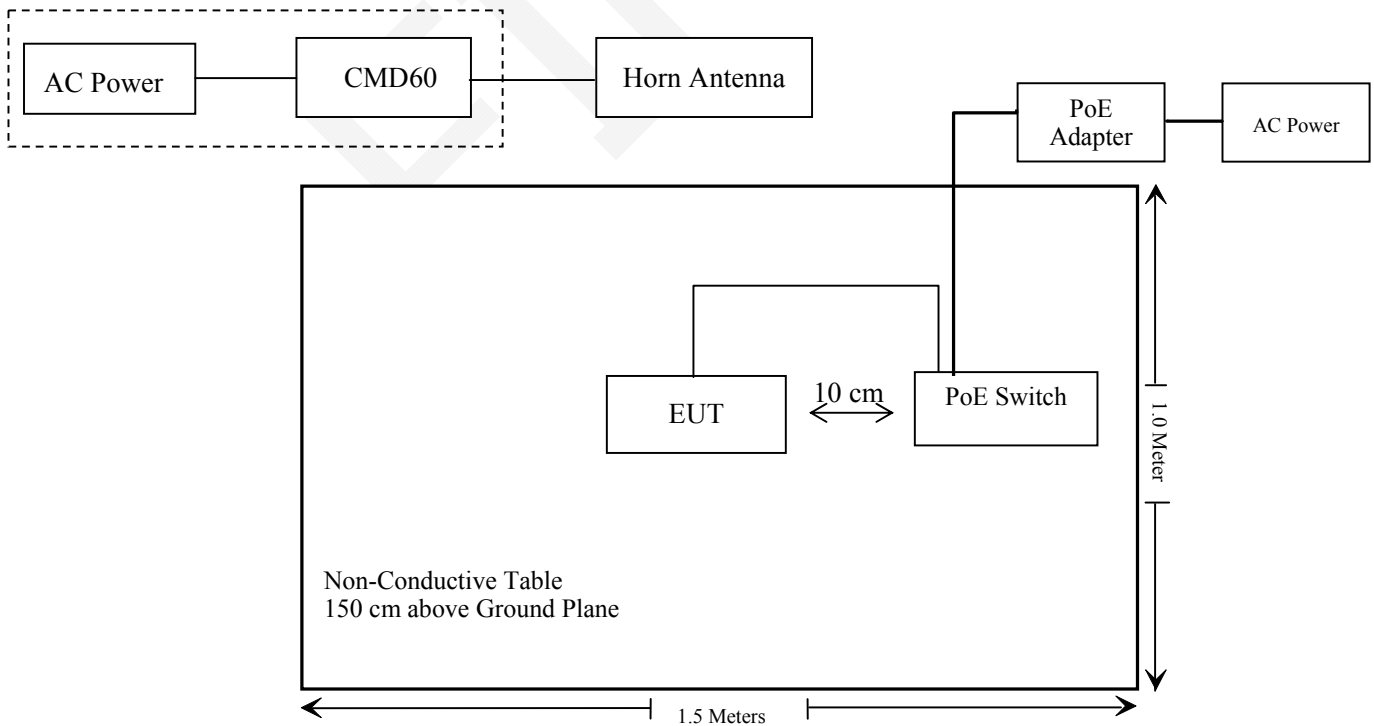 AC Power
CMD60
Horn Antenna
PoE
Adapter
AC Power
EUT
10 cm
PoE Switch
1.0 Meter
Non-Conductive Table
150 cm above Ground Plane
1.5 Meters